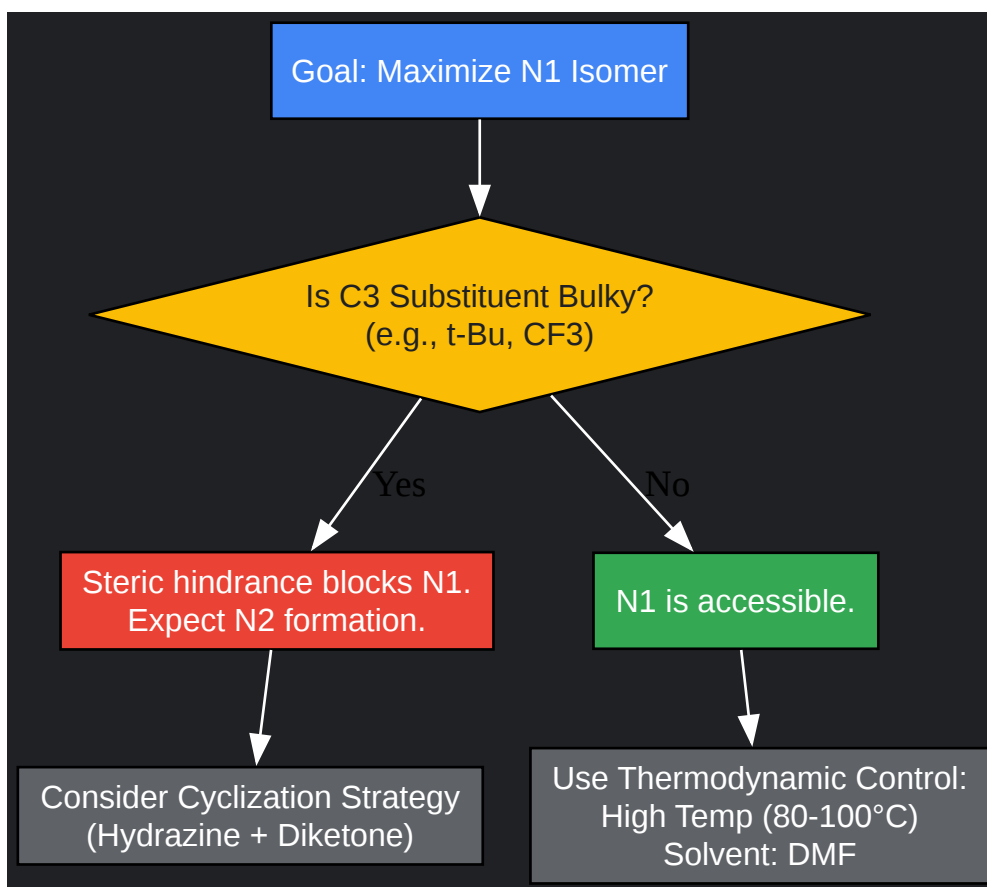 Goal: Maximize N1 Isomer
Is C3 Substituent Bulky?
(e.g., t-Bu, CF3)
Yes
No
Steric hindrance blocks N1.
Expect N2 formation.
N1 is accessible.
Consider Cyclization Strategy
(Hydrazine + Diketone)
Use Thermodynamic Control:
High Temp (80-100°C)
Solvent: DMF